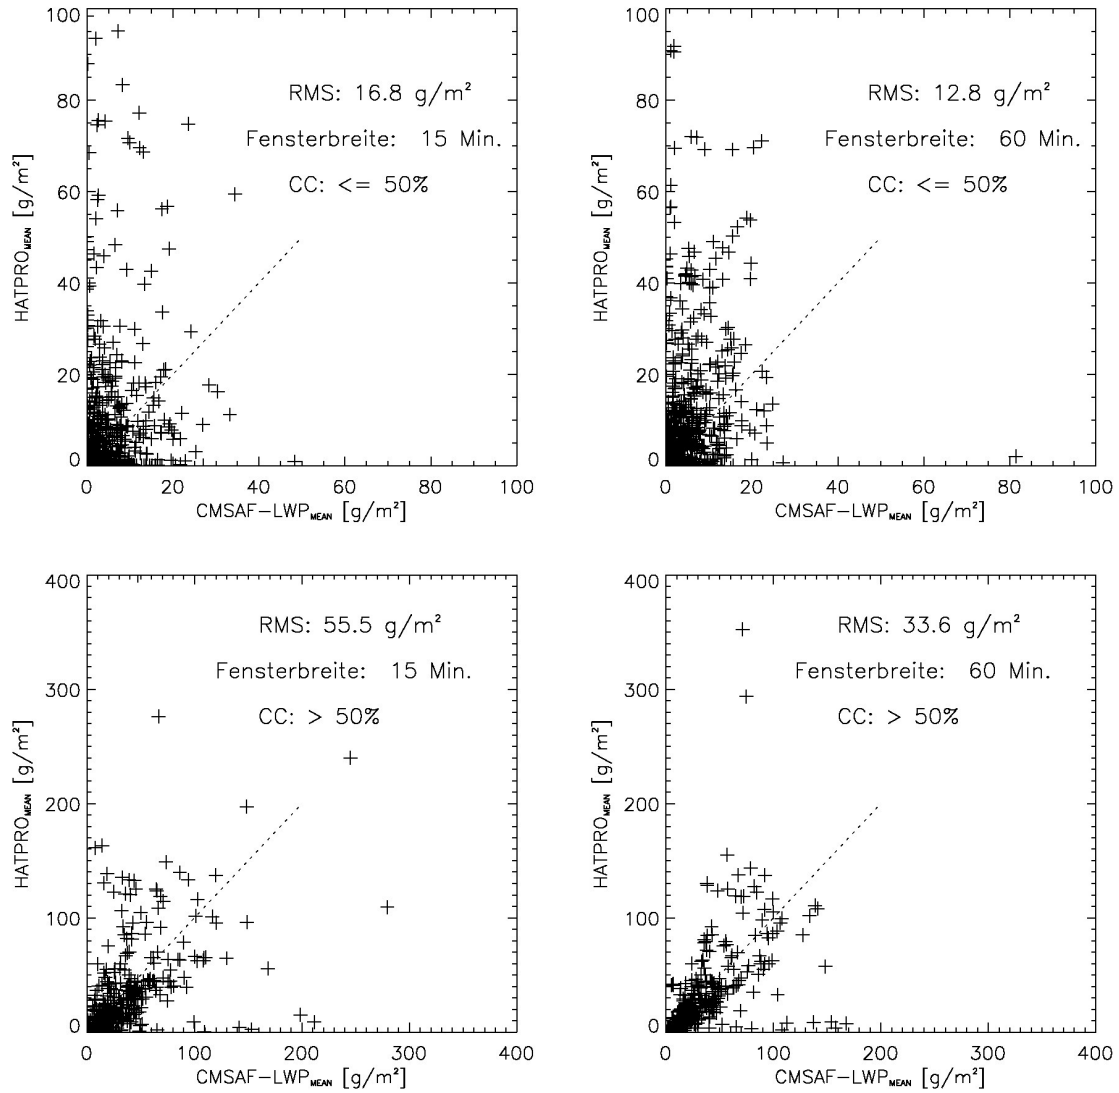 100
80
60
40
20
0
HATPRO_MEAN [g/m²]
RMS: 16.8 g/m²
Fensterbreite: 15 Min.
CC: <= 50%
0 20 40 60 80 100
CMSAF-LWP_MEAN [g/m²]
100
80
60
40
20
0
HATPRO_MEAN [g/m²]
RMS: 12.8 g/m²
Fensterbreite: 60 Min.
CC: <= 50%
0 20 40 60 80 100
CMSAF-LWP_MEAN [g/m²]
400
300
200
100
0
HATPRO_MEAN [g/m²]
RMS: 55.5 g/m²
Fensterbreite: 15 Min.
CC: > 50%
0 100 200 300 400
CMSAF-LWP_MEAN [g/m²]
400
300
200
100
0
HATPRO_MEAN [g/m²]
RMS: 33.6 g/m²
Fensterbreite: 60 Min.
CC: > 50%
0 100 200 300 400
CMSAF-LWP_MEAN [g/m²]